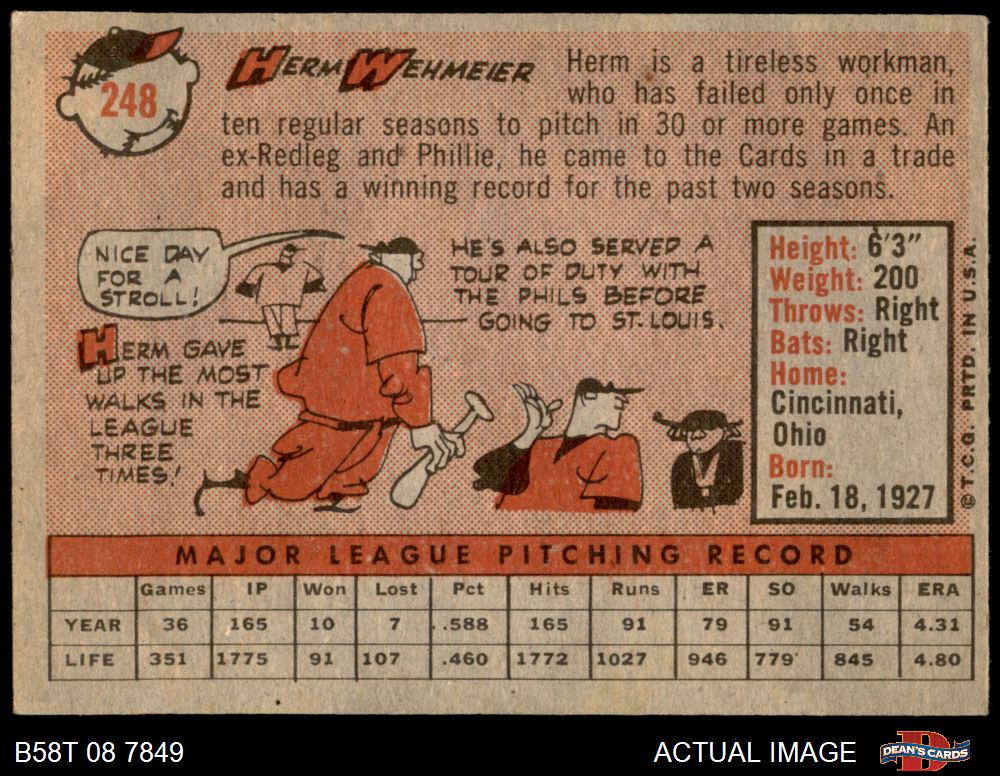 248
HERM WEHMEIER
Herm is a tireless workman,
who has failed only once in
ten regular seasons to pitch in 30 or more games. An
ex-Redleg and Phillie, he came to the Cards in a trade
and has a winning record for the past two seasons.
NICE DAY
FOR A
STROLL!
HERM GAVE
UP THE MOST
WALKS IN THE
LEAGUE
THREE
TIMES!
HE'S ALSO SERVED A
TOUR OF DUTY WITH
THE PHILS BEFORE
GOING TO ST. LOUIS.
Height: 6'3"
Weight: 200
Throws: Right
Bats: Right
Home:
Cincinnati,
Ohio
Born:
Feb. 18, 1927
© T.C.G. PRTD. IN U.S.A.
MAJOR LEAGUE PITCHING RECORD
Games IP Won Lost Pct Hits Runs ER SO Walks ERA
YEAR 36 165 10 7 .588 165 91 79 91 54 4.31
LIFE 351 1775 91 107 .460 1772 1027 946 779 845 4.80
B58T 08 7849
ACTUAL IMAGE
DEAN'S CARDS